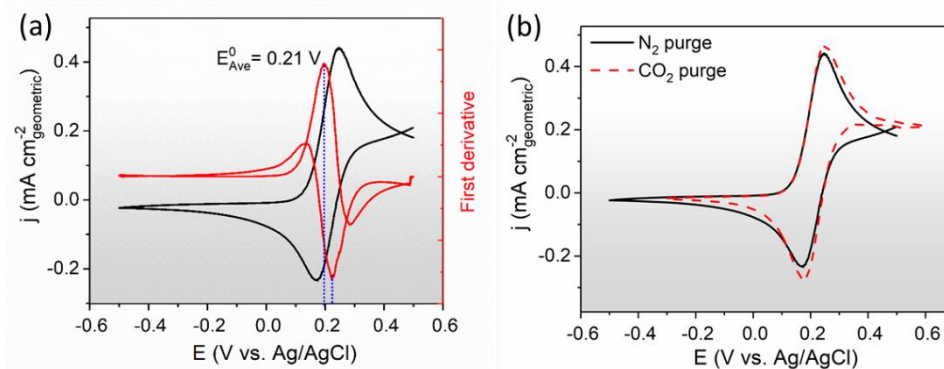 (a)
E⁰Ave = 0.21 V
j (mA cm⁻²geometric)
0.4
0.2
0.0
-0.2
-0.6 -0.4 -0.2 0.0 0.2 0.4 0.6
E (V vs. Ag/AgCl)
First derivative
(b)
N₂ purge
CO₂ purge
j (mA cm⁻²geometric)
0.4
0.2
0.0
-0.2
-0.6 -0.4 -0.2 0.0 0.2 0.4 0.6
E (V vs. Ag/AgCl)